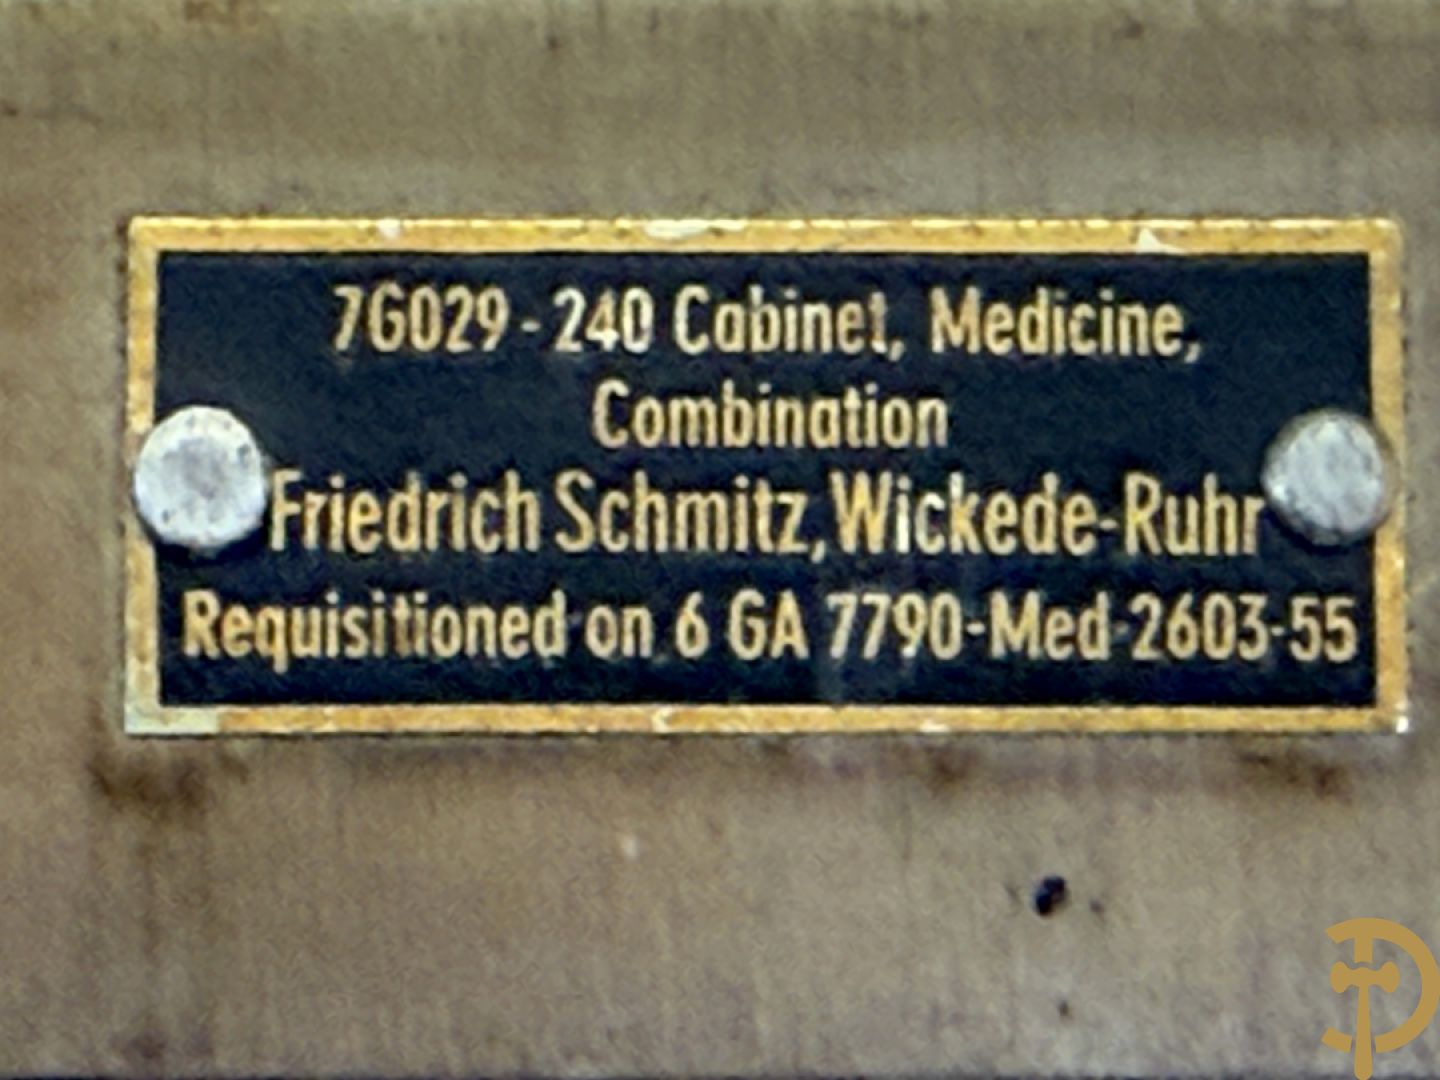 7G029-240 Cabinet, Medicine,
Combination
Friedrich Schmitz, Wickede-Ruhr
Requisitioned on 6 GA 7790-Med-2603-55